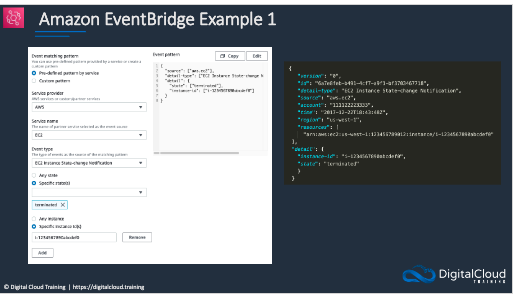 Amazon EventBridge Example 1
Event matching pattern
You can use pre-defined pattern provided by a service or create a custom pattern
Pre-defined pattern by service
Custom pattern
Service provider
AWS services or custom/partner services
AWS
Service name
The name of partner service selected as the event source
EC2
Event type
The type of events as the source of the matching pattern
EC2 Instance State-change Notification
Any state
Specific state(s)
terminated
Any instance
Specific instance Id(s)
i-1234567890abcdef0
Remove
Add
Event pattern
Copy
Edit
{
"source": ["aws.ec2"],
"detail-type": ["EC2 Instance State-change N
"detail": {
"state": ["terminated"],
"instance-id": ["i-1234567890abcdef0"]
}
}
{
"version": "0",
"detail-type": "EC2 Instance State-change Notification",
"source": "aws.ec2",
"account": "111122223333",
"time": "2017-12-22T18:43:48Z",
"region": "us-west-1",
"resources": [
"arn:aws:ec2:us-west-1:123456789012:instance/i-1234567890abcdef0"
],
"detail": {
"instance-id": "i-1234567890abcdef0",
"state": "terminated"
}
}
© Digital Cloud Training | https://digitalcloud.training
DigitalCloud
TRAINING